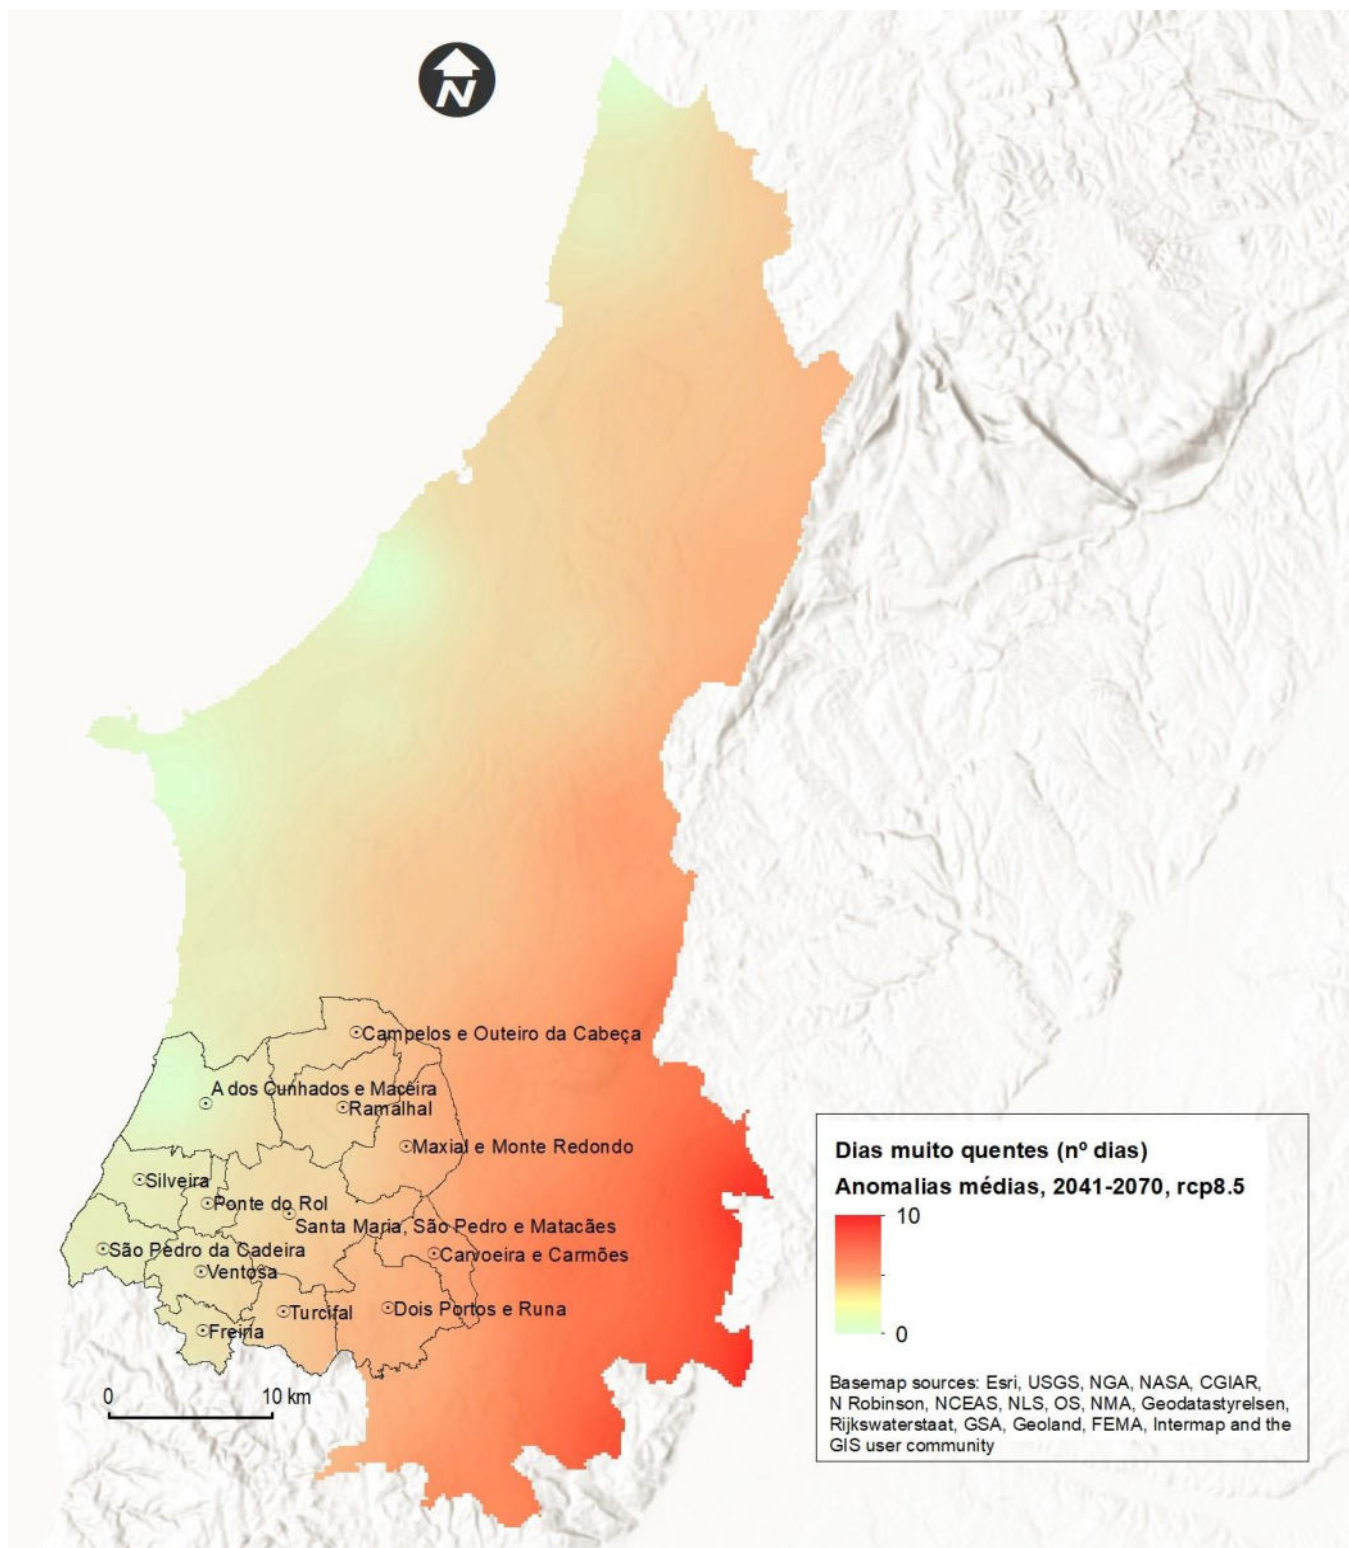 N
Campelos e Outeiro da Cabeça
A dos Cunhados e Maceira
Ramalhal
Maxial e Monte Redondo
Silveira
Ponte do Rol
Santa Maria, São Pedro e Matacães
São Pedro da Cadeira
Carvoeira e Carmões
Ventosa
Turcifal
Dois Portos e Runa
Freiria
0 10 km
Dias muito quentes (nº dias)
Anomalias médias, 2041-2070, rcp8.5
10
0
Basemap sources: Esri, USGS, NGA, NASA, CGIAR,
N Robinson, NCEAS, NLS, OS, NMA, Geodatastyrelsen,
Rijkswaterstaat, GSA, Geoland, FEMA, Intermap and the
GIS user community